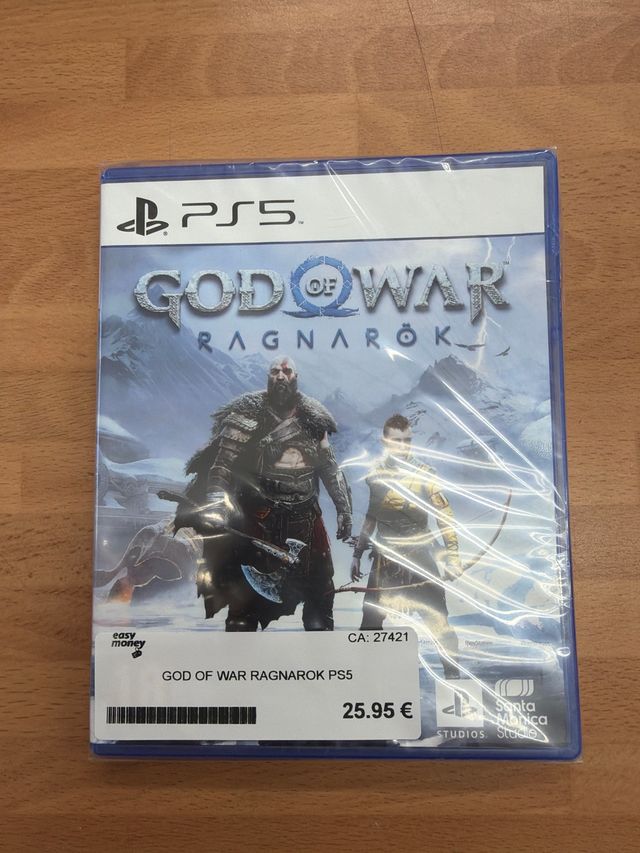 PS5
GOD OF WAR
RAGNARÖK
easy
money
CA: 27421
GOD OF WAR RAGNAROK PS5
25.95 €
PlayStation
STUDIOS
Santa
Monica
Studio